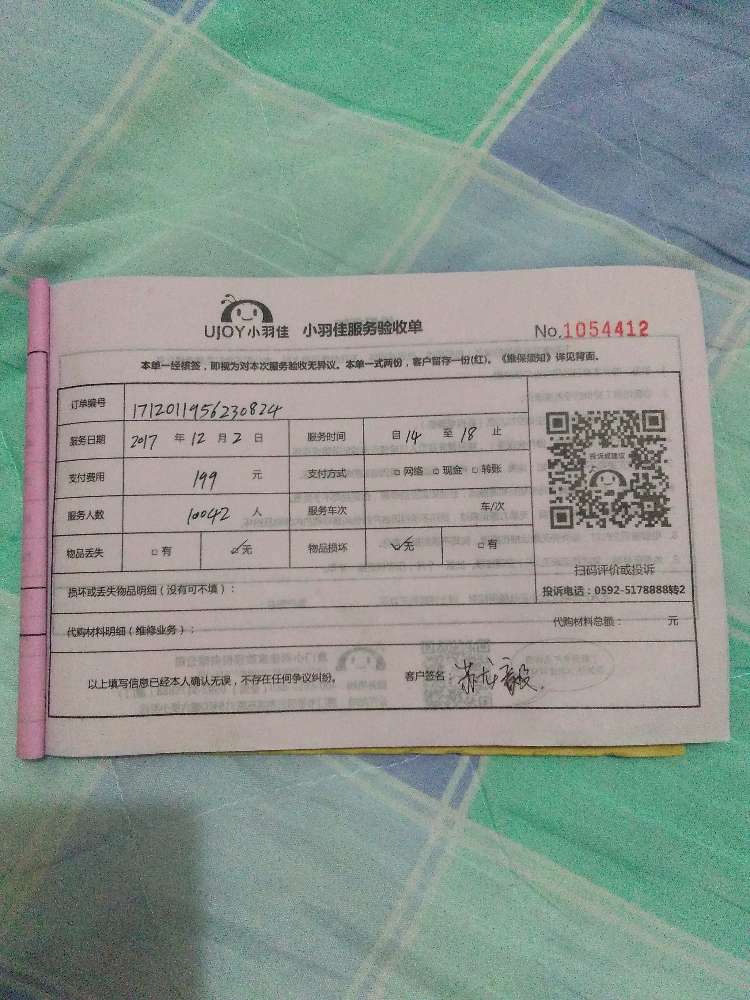 UJOY小羽佳 小羽佳服务验收单 No.1054412
本单一经核签，即视为对本次服务验收无异议。本单一式两份，客户留存一份(红)。《维保须知》详见背面。
订单编号 1712011956230824
服务日期 2017 年 12 月 2 日 服务时间 自 14 至 18 止
支付费用 199 元 支付方式 □网络 □现金 □转账
服务人数 10042 人 服务车次 车/次
物品丢失 □有 ☑无 物品损坏 ☑无 □有
投诉或建议
扫码评价或投诉
投诉电话：0592-5178888转2
损坏或丢失物品明细（没有可不填）：
代购材料明细（维修业务）： 代购材料总额： 元
以上填写信息已经本人确认无误，不存在任何争议纠纷。 客户签名：苏龙毅